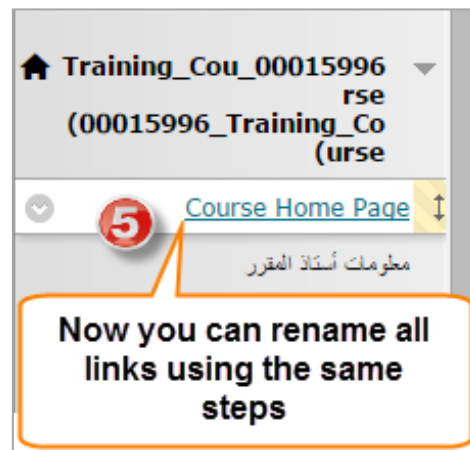 Training_Cou_00015996
rse
(00015996_Training_Co
(urse
5
Course Home Page
معلومات أستاذ المقرر
Now you can rename all
links using the same
steps